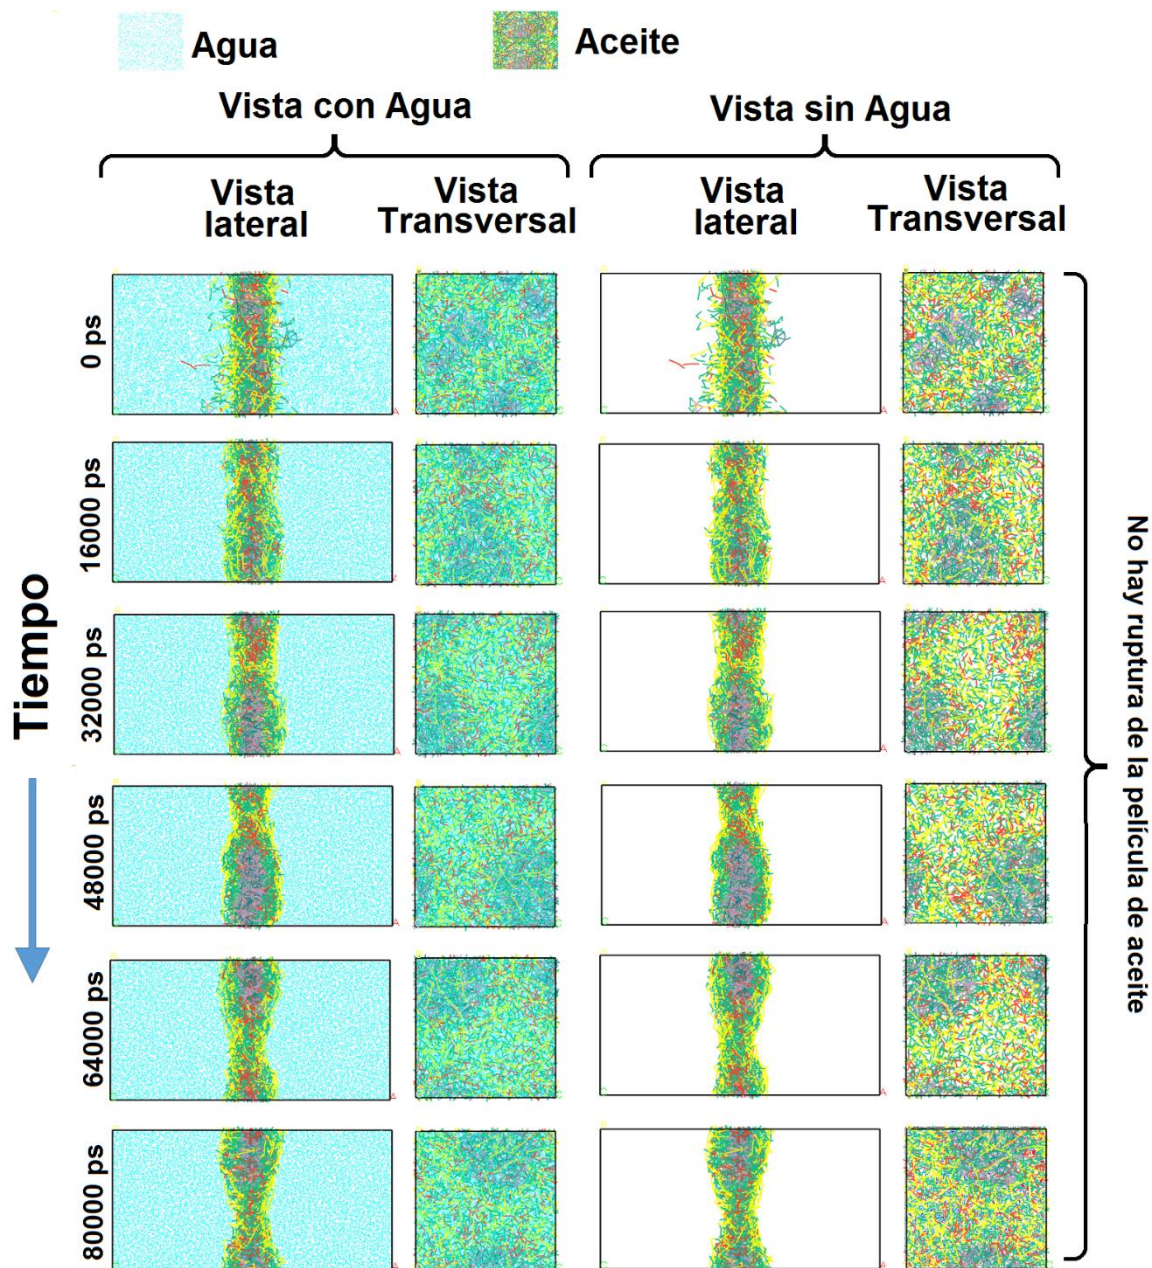 Agua
Aceite
Vista con Agua
Vista sin Agua
Vista
lateral
Vista
Transversal
Vista
lateral
Vista
Transversal
Tiempo
0 ps
16000 ps
32000 ps
48000 ps
64000 ps
80000 ps
No hay ruptura de la película de aceite